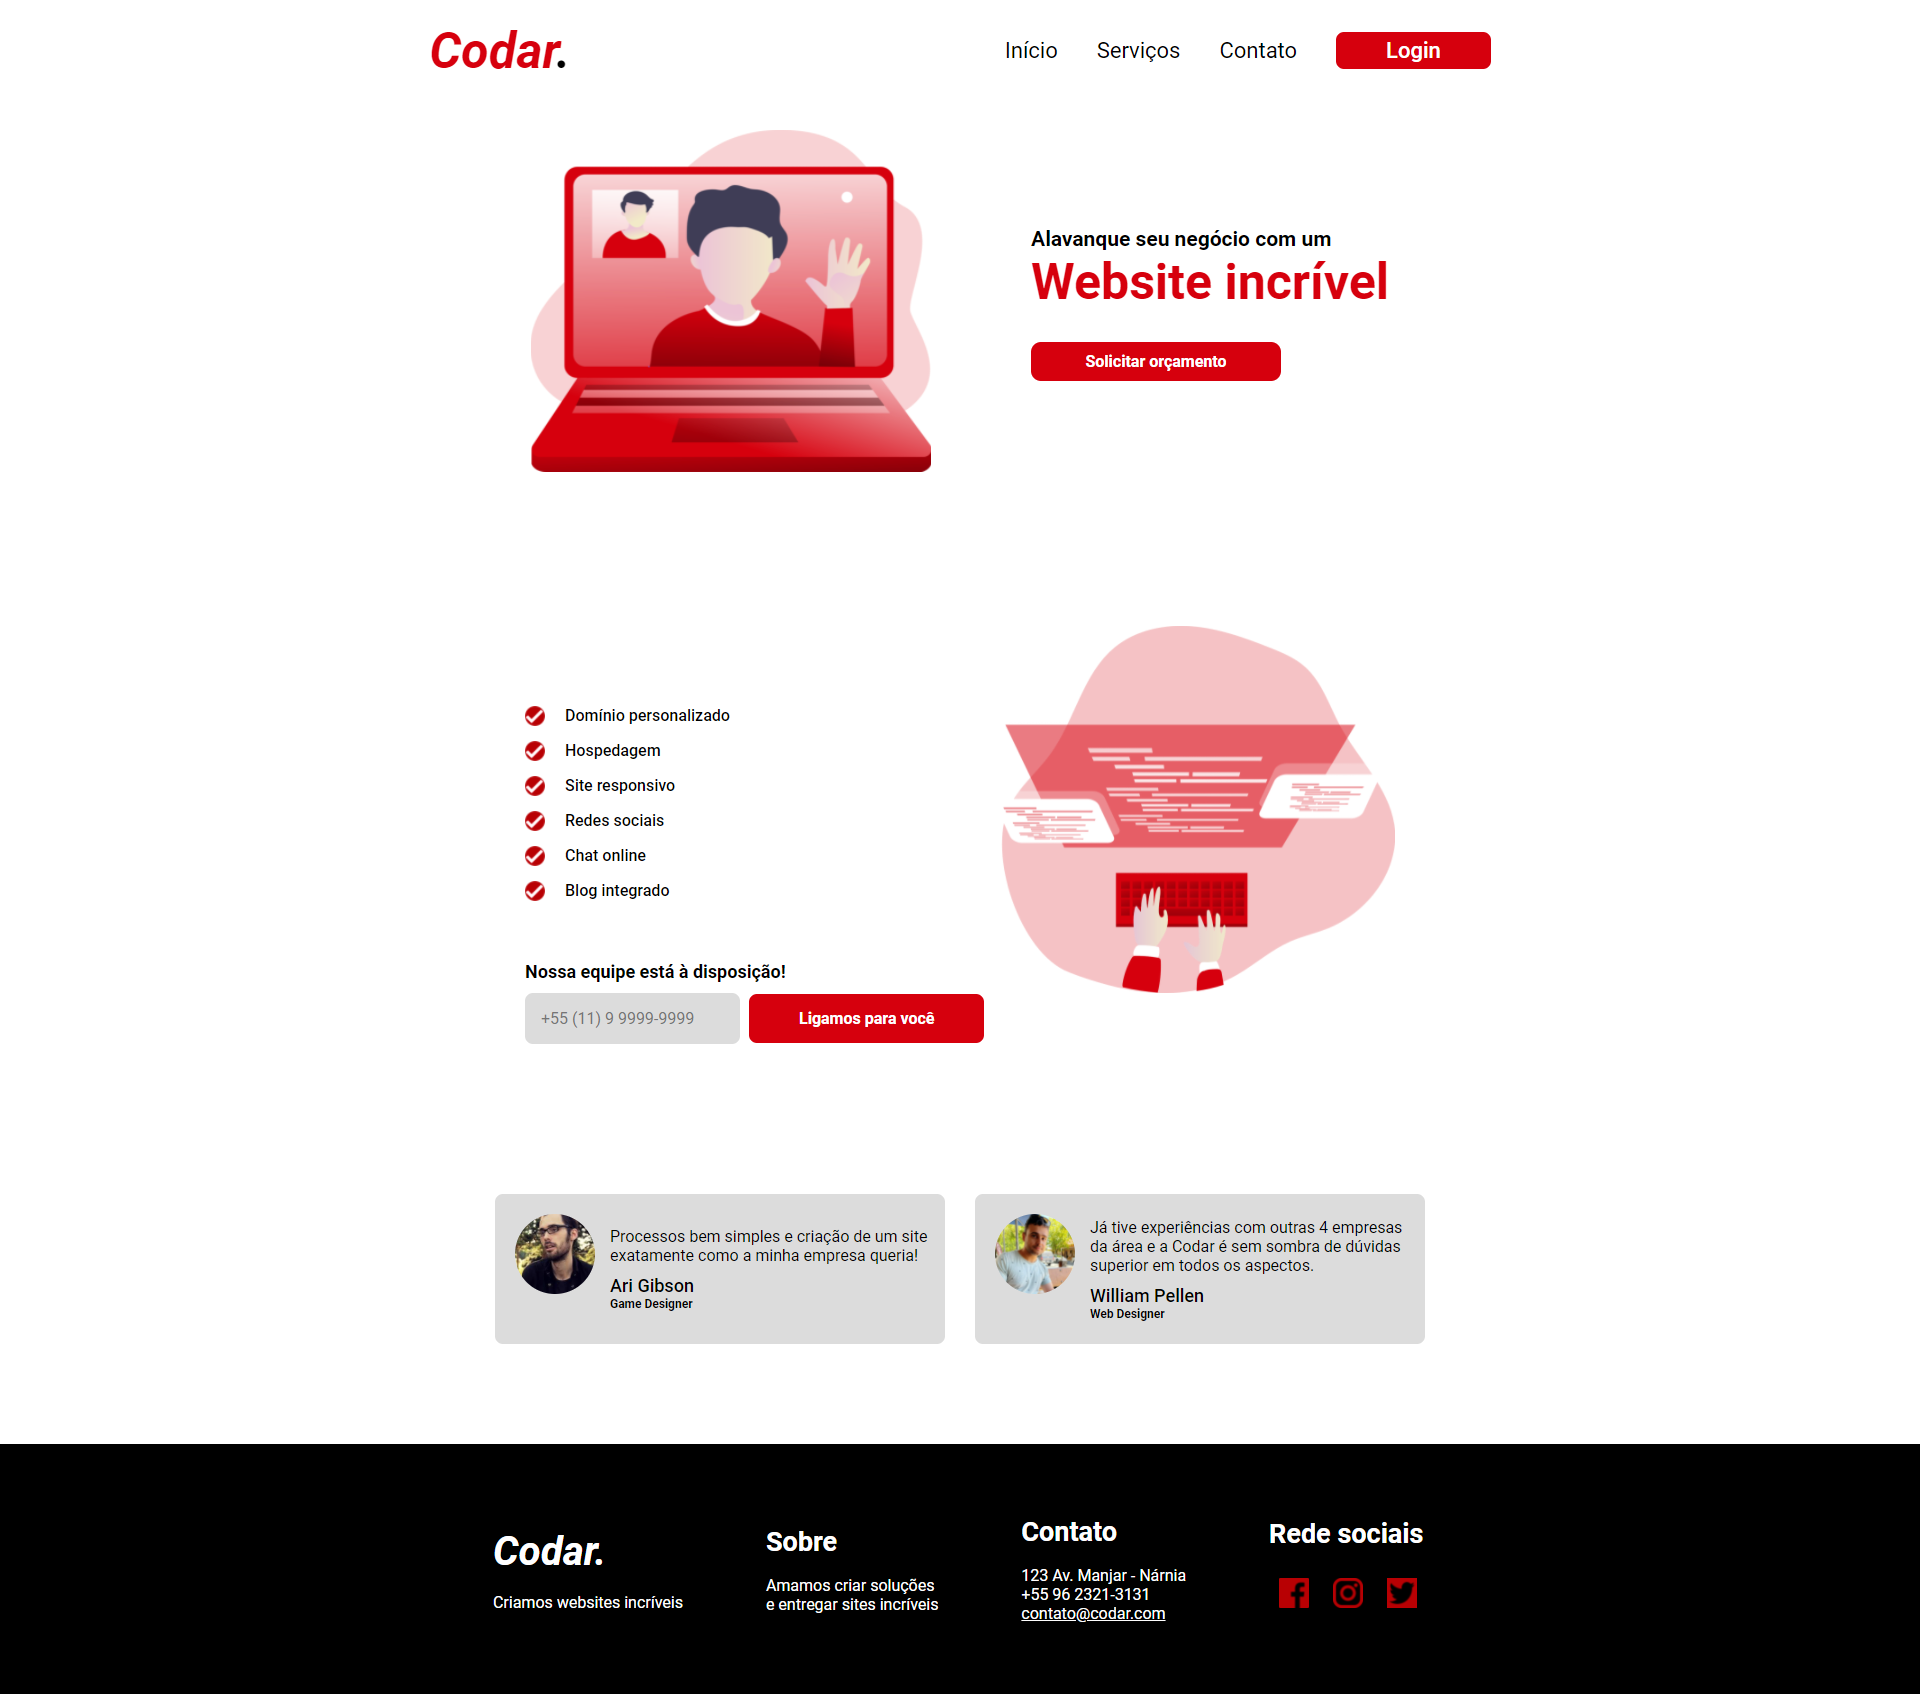 Codar.
Início
Serviços
Contato
Login
Alavanque seu negócio com um
Website incrível
Solicitar orçamento
Domínio personalizado
Hospedagem
Site responsivo
Redes sociais
Chat online
Blog integrado
Nossa equipe está à disposição!
+55 (11) 9 9999-9999
Ligamos para você
Processos bem simples e criação de um site
exatamente como a minha empresa queria!
Ari Gibson
Game Designer
Já tive experiências com outras 4 empresas
da área e a Codar é sem sombra de dúvidas
superior em todos os aspectos.
William Pellen
Web Designer
Codar.
Criamos websites incríveis
Sobre
Amamos criar soluções
e entregar sites incríveis
Contato
123 Av. Manjar - Nárnia
+55 96 2321-3131
contato@codar.com
Rede sociais